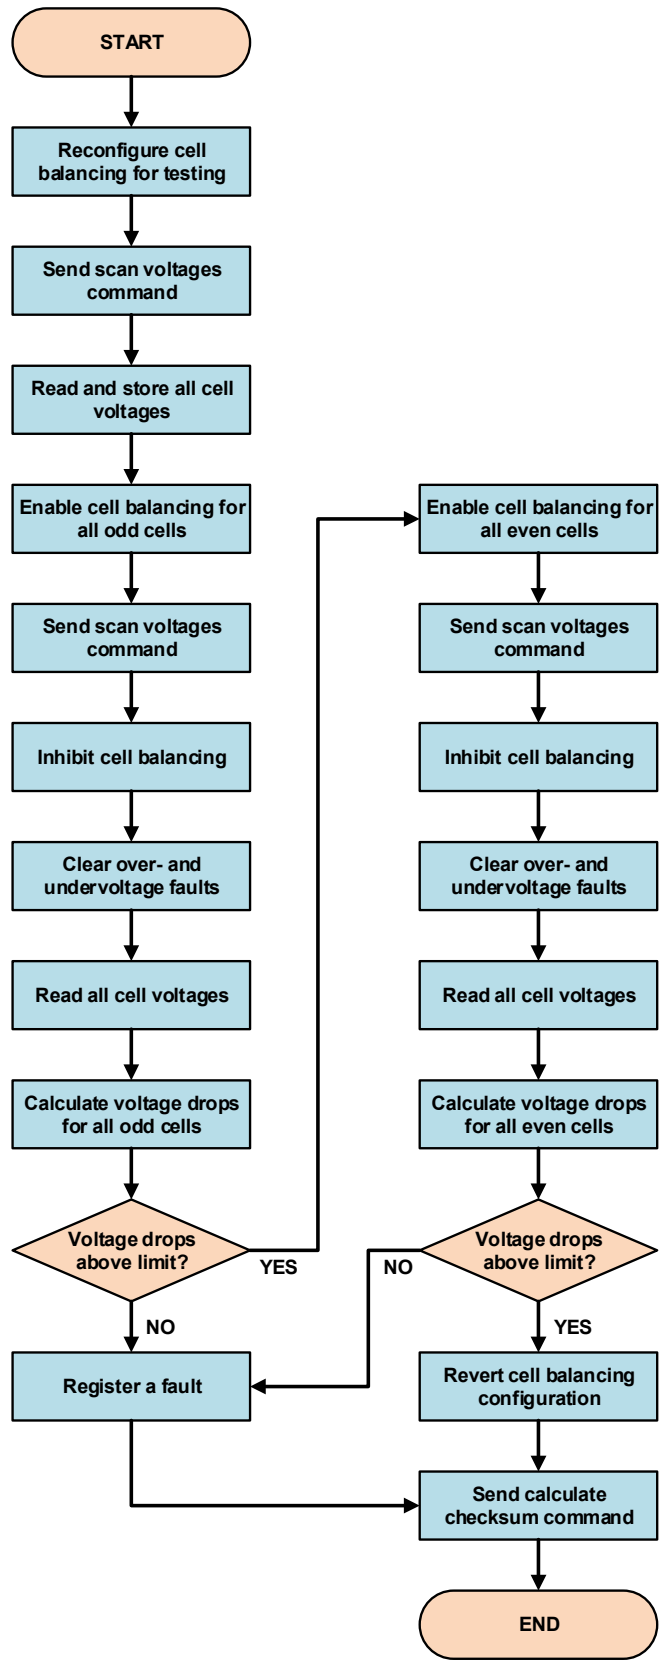 START
Reconfigure cell
balancing for testing
Send scan voltages
command
Read and store all cell
voltages
Enable cell balancing for
all odd cells
Send scan voltages
command
Inhibit cell balancing
Clear over- and
undervoltage faults
Read all cell voltages
Calculate voltage drops
for all odd cells
Voltage drops
above limit?
YES
NO
Register a fault
Enable cell balancing for
all even cells
Send scan voltages
command
Inhibit cell balancing
Clear over- and
undervoltage faults
Read all cell voltages
Calculate voltage drops
for all even cells
Voltage drops
above limit?
NO
YES
Revert cell balancing
configuration
Send calculate
checksum command
END